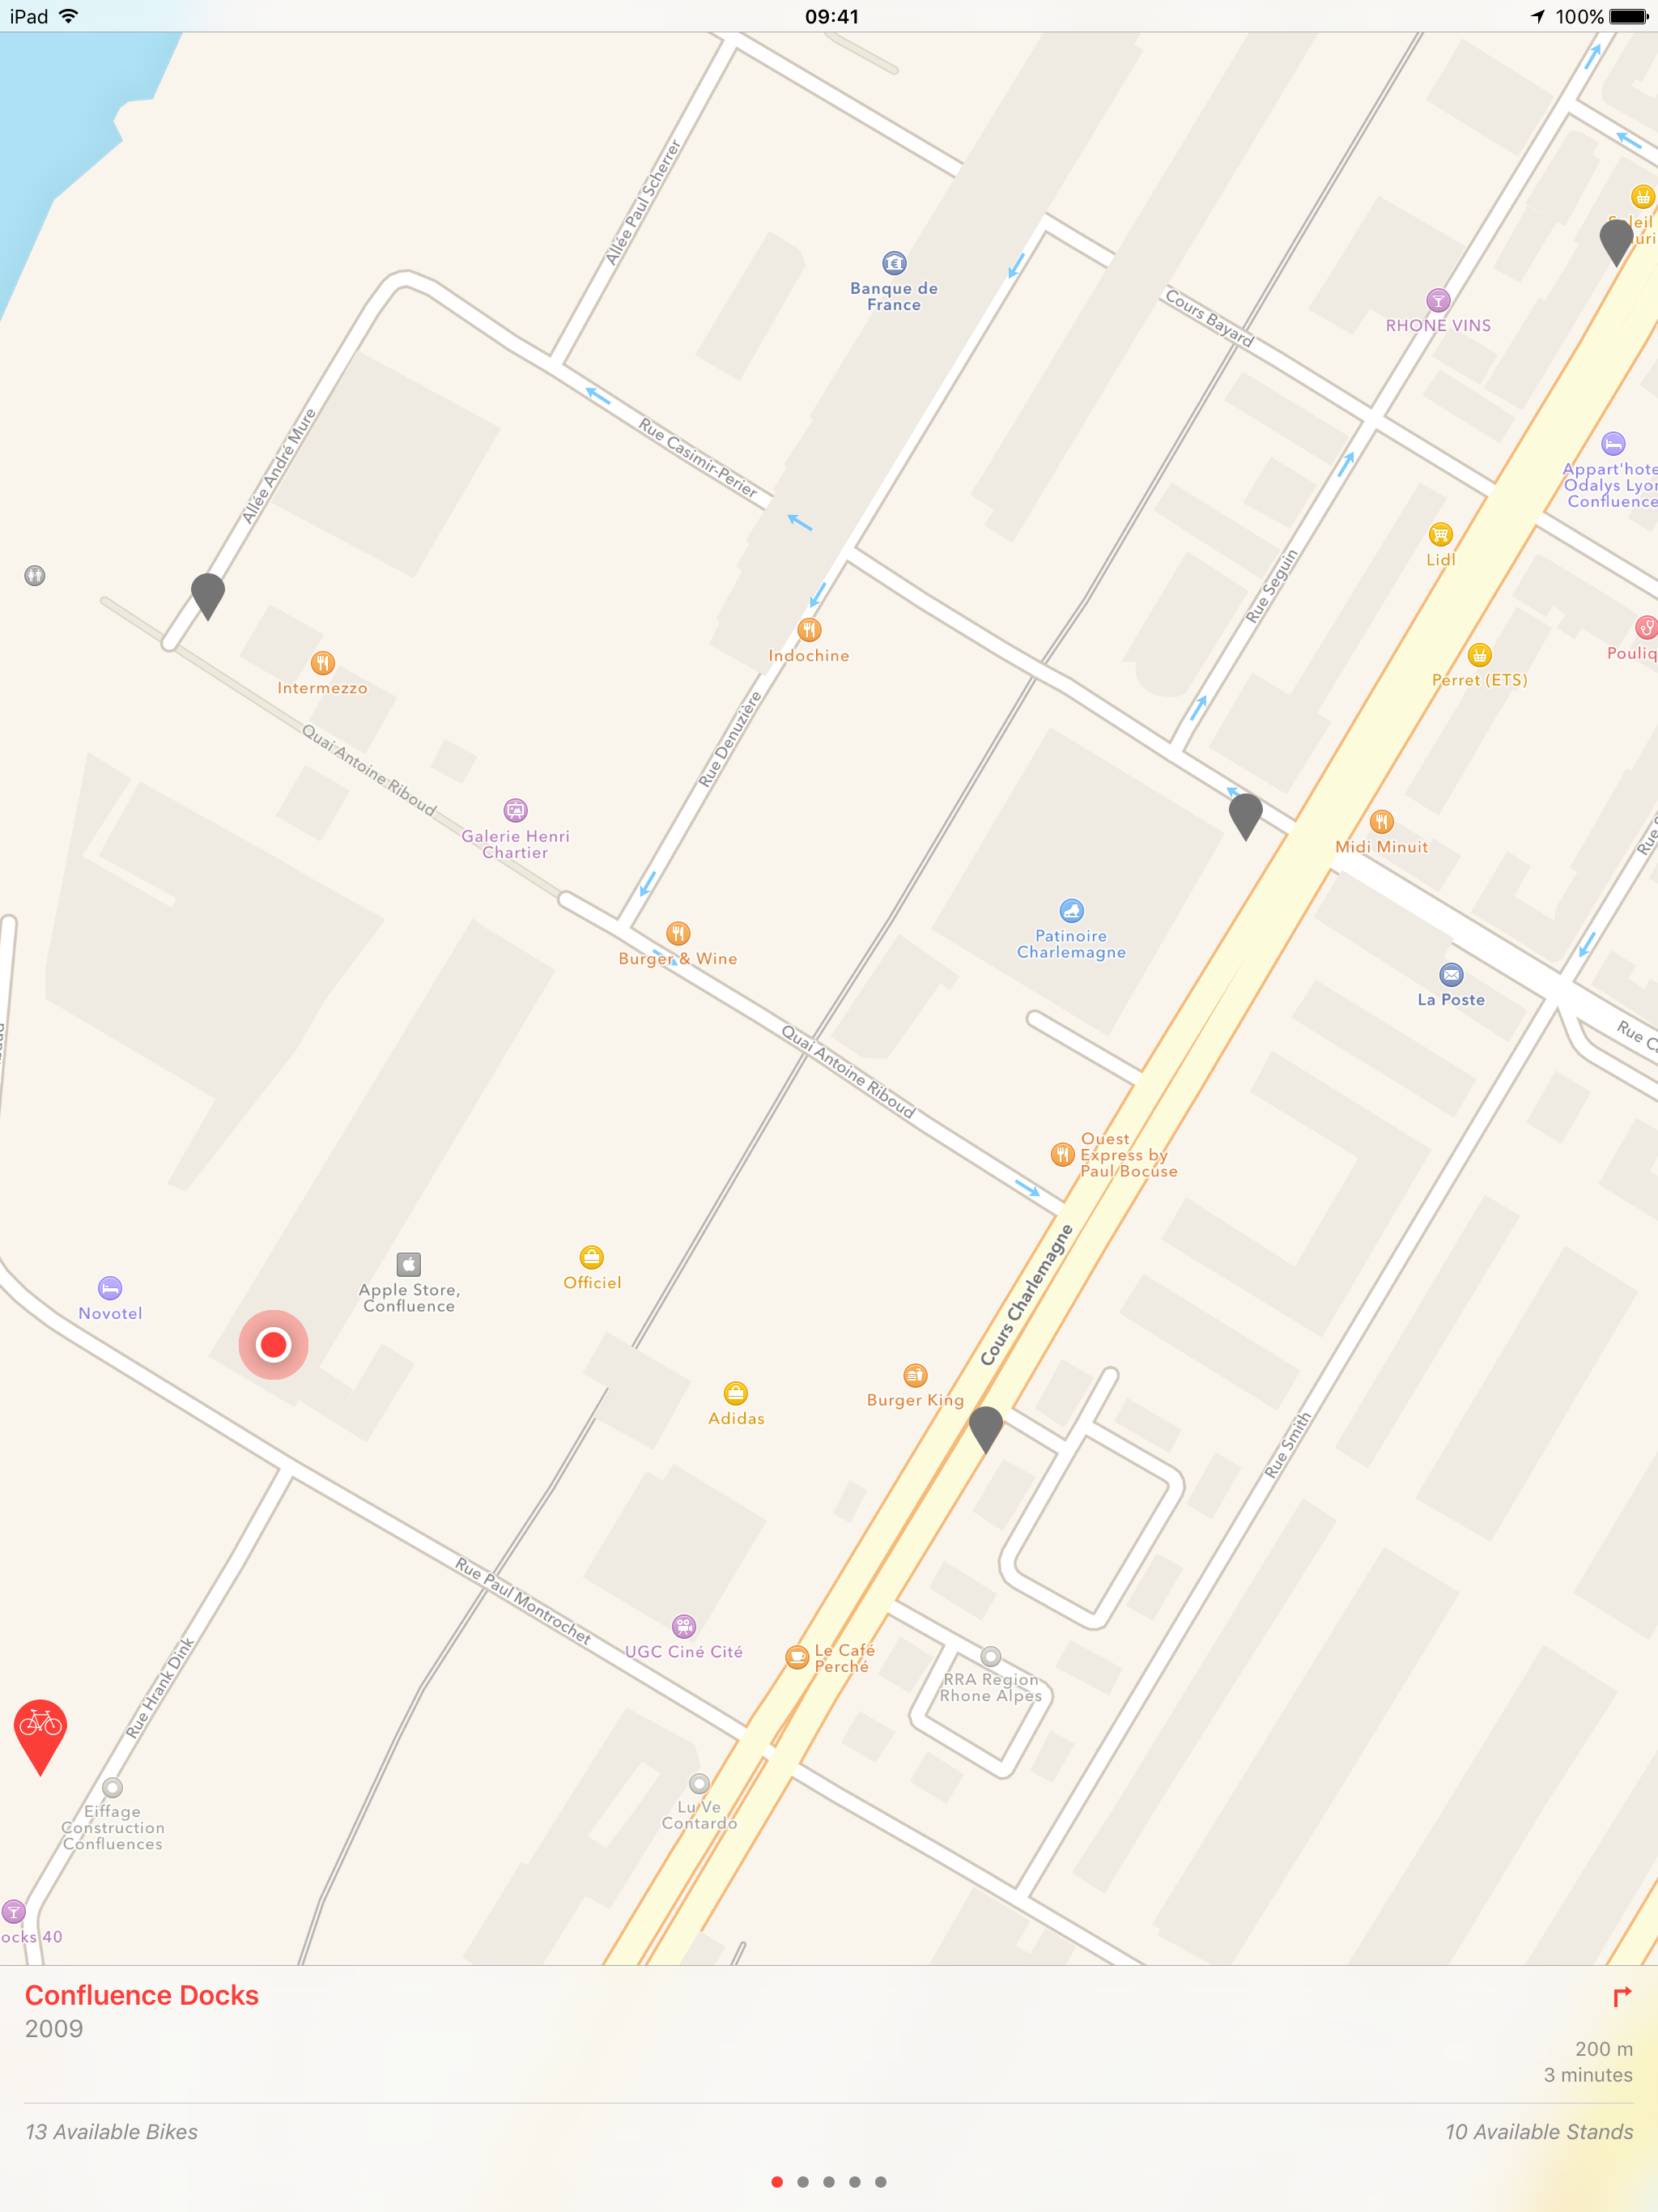 iPad
09:41
100%
Allée Paul Scherrer
Banque de
France
Cours Bayard
RHONE VINS
Appart'hote
Odalys Lyon
Confluence
Allée André Mure
Rue Casimir-Perier
Lidl
Rue Seguin
Indochine
Intermezzo
Perret (ETS)
Pouliq
Rue Denuzière
Quai Antoine Riboud
Galerie Henri
Chartier
Midi Minuit
Burger & Wine
Patinoire
Charlemagne
La Poste
Quai Antoine Riboud
Rue Ca
Ouest
Express by
Paul Bocuse
Cours Charlemagne
Apple Store,
Confluence
Officiel
Novotel
Burger King
Adidas
Rue Smith
Rue Paul Montrochet
UGC Ciné Cité
Le Café
Perché
RRA Region
Rhone Alpes
Rue Hrank Dink
Eiffage
Construction
Confluences
Lu Ve
Contardo
ocks 40
Confluence Docks
2009
200 m
3 minutes
13 Available Bikes
10 Available Stands